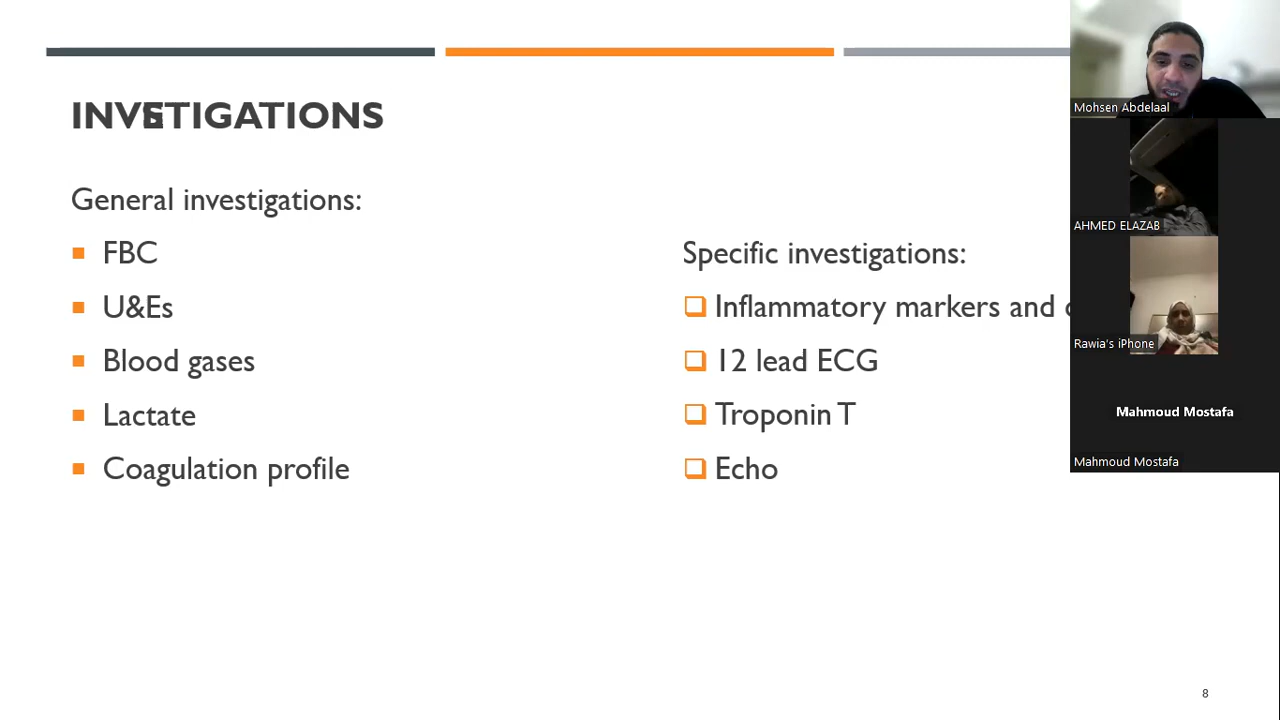 INVESTIGATIONS
General investigations:
FBC
U&Es
Blood gases
Lactate
Coagulation profile
Specific investigations:
Inflammatory markers and
12 lead ECG
Troponin T
Echo
8
Mohsen Abdelaal
AHMED ELAZAB
Rawia's iPhone
Mahmoud Mostafa
Mahmoud Mostafa